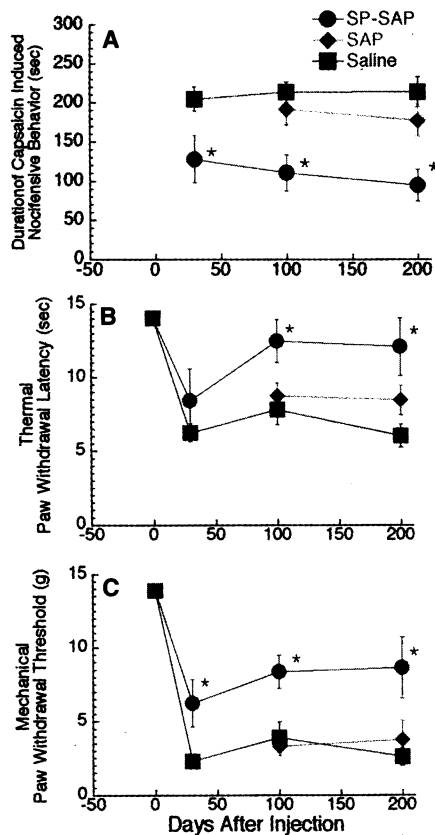 SP-SAP
SAP
Saline
A
Durationof Capsaicin Induced
Nocifensive Behavior (sec)
300
250
200
150
100
50
0
* * *
-50 0 50 100 150 200
B
Thermal
Paw Withdrawal Latency (sec)
15
10
5
0
* *
-50 0 50 100 150 200
C
Mechanical
Paw Withdrawal Threshold (g)
15
10
5
0
* * *
-50 0 50 100 150 200
Days After Injection